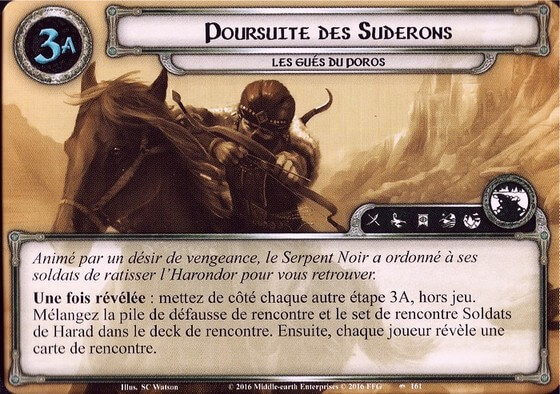 3A
Poursuite des Suderons
Les gués du Poros
Animé par un désir de vengeance, le Serpent Noir a ordonné à ses
soldats de ratisser l'Harondor pour vous retrouver.
Une fois révélée : mettez de côté chaque autre étape 3A, hors jeu.
Mélangez la pile de défausse de rencontre et le set de rencontre Soldats
de Harad dans le deck de rencontre. Ensuite, chaque joueur révèle une
carte de rencontre.
Illus. SC Watson © 2016 Middle-earth Enterprises © 2016 FFG 161